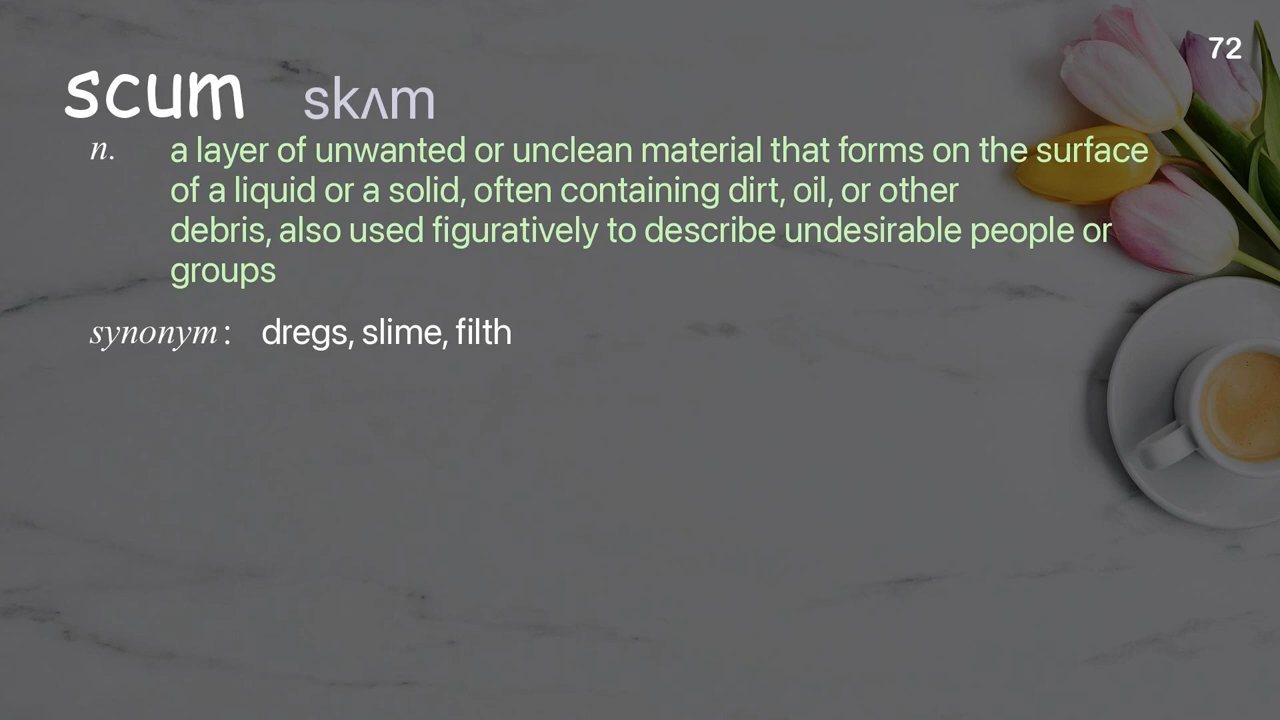 72
scum skʌm
n. a layer of unwanted or unclean material that forms on the surface
of a liquid or a solid, often containing dirt, oil, or other
debris, also used figuratively to describe undesirable people or
groups
synonym: dregs, slime, filth